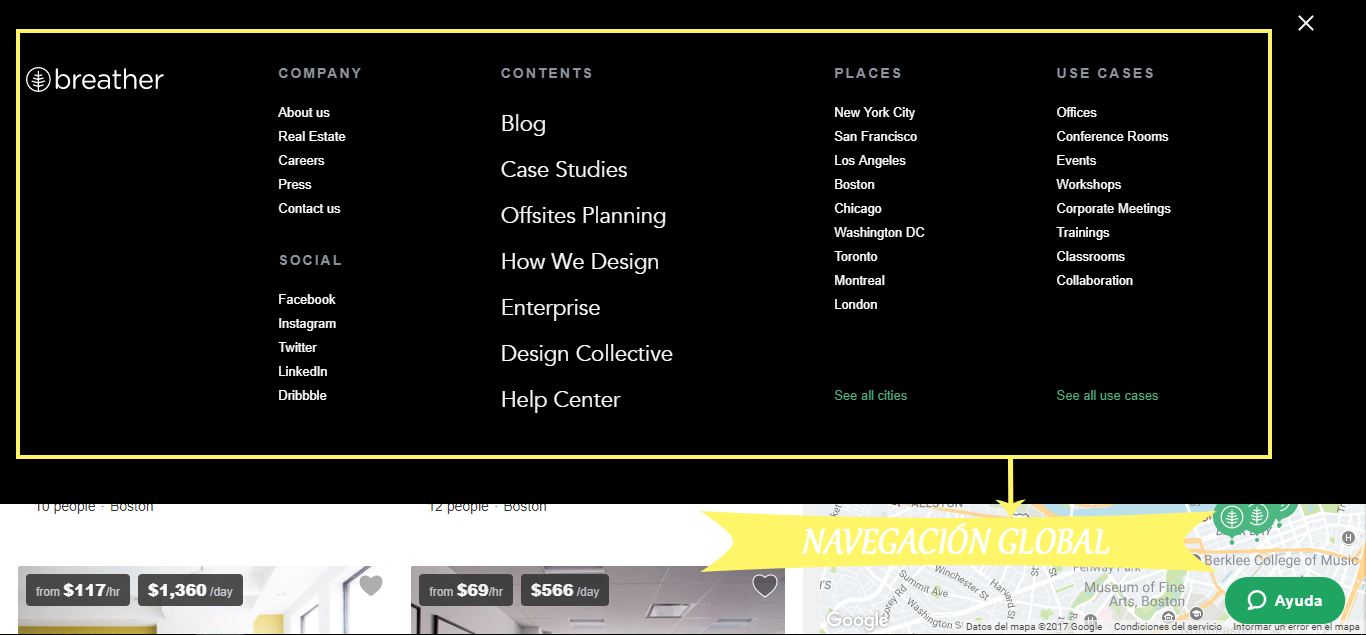 breather
COMPANY
About us
Real Estate
Careers
Press
Contact us
SOCIAL
Facebook
Instagram
Twitter
LinkedIn
Dribbble
CONTENTS
Blog
Case Studies
Offsites Planning
How We Design
Enterprise
Design Collective
Help Center
PLACES
New York City
San Francisco
Los Angeles
Boston
Chicago
Washington DC
Toronto
Montreal
London
See all cities
USE CASES
Offices
Conference Rooms
Events
Workshops
Corporate Meetings
Trainings
Classrooms
Collaboration
See all use cases
10 people · Boston
12 people · Boston
NAVEGACIÓN GLOBAL
from $117/hr
$1,360 /day
from $69/hr
$566 /day
ALLSTON
Berklee College of Music
Fenway Park
Museum of Fine
Arts, Boston
Winchester St
Summit Ave
Harvard St
Washington St
Google
Ayuda
Datos del mapa ©2017 Google
Condiciones del servicio
Informar un error en el mapa